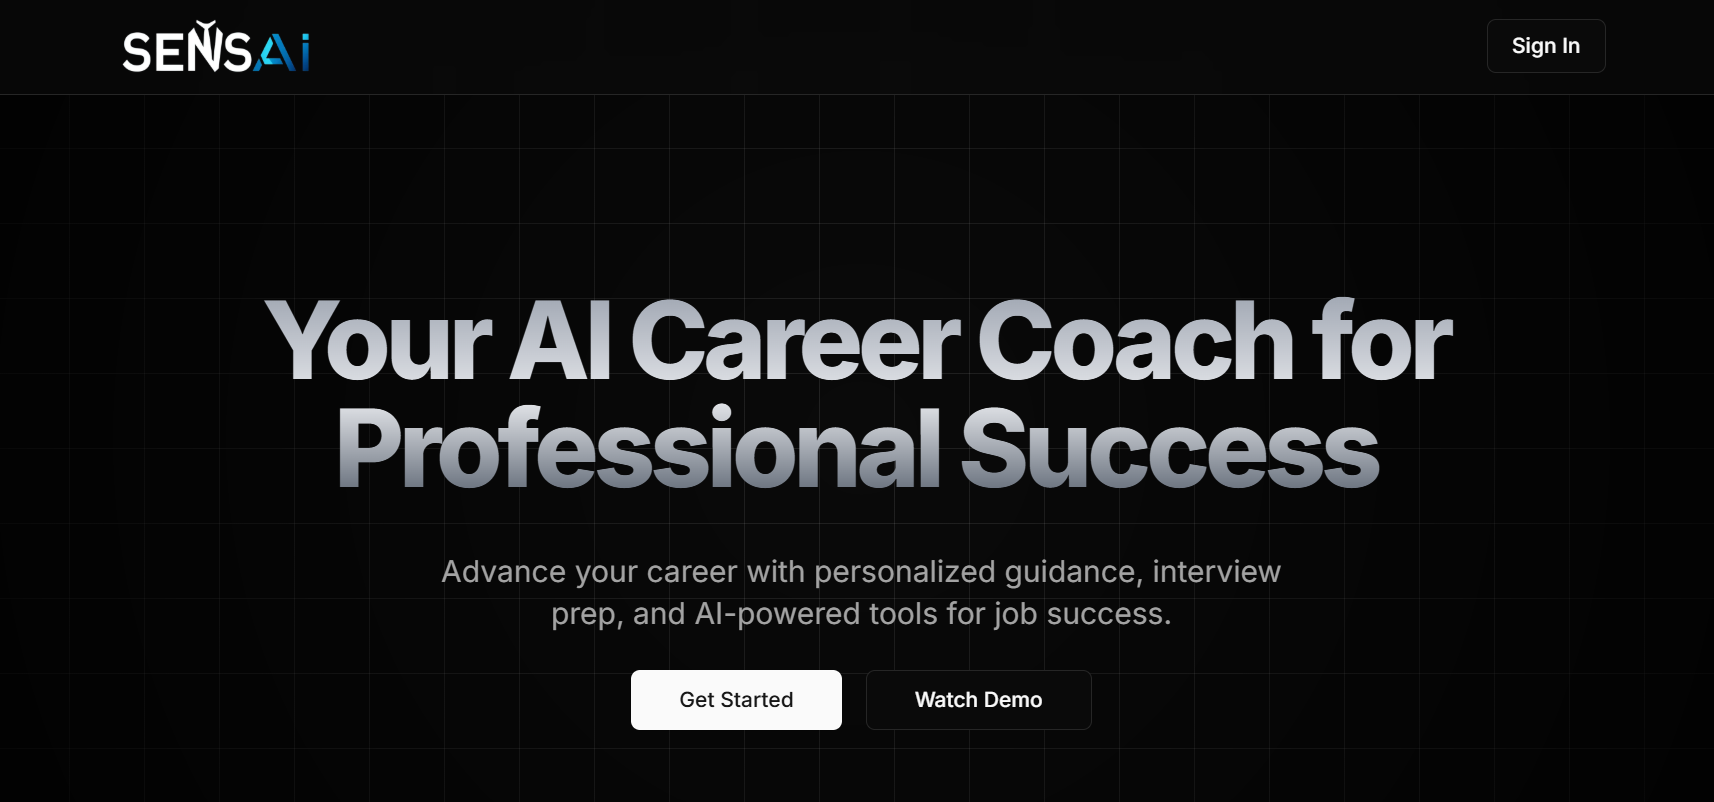 SENSAi
Sign In
Your AI Career Coach for
Professional Success
Advance your career with personalized guidance, interview
prep, and AI-powered tools for job success.
Get Started
Watch Demo